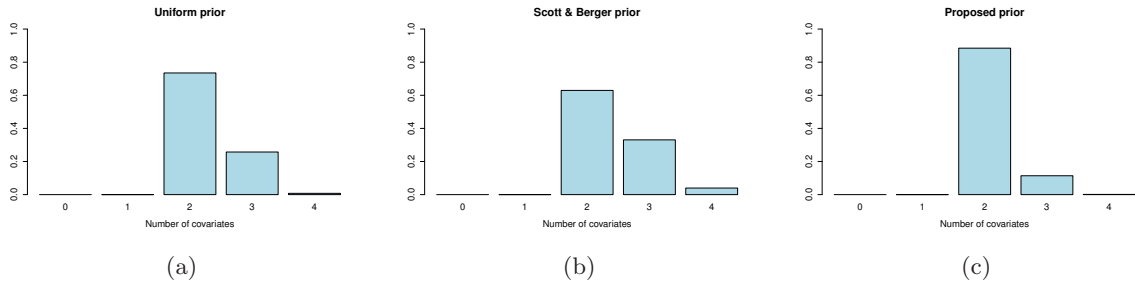 Uniform prior
1.0
0.8
0.6
0.4
0.2
0.0
0 1 2 3 4
Number of covariates
(a)
Scott & Berger prior
1.0
0.8
0.6
0.4
0.2
0.0
0 1 2 3 4
Number of covariates
(b)
Proposed prior
1.0
0.8
0.6
0.4
0.2
0.0
0 1 2 3 4
Number of covariates
(c)